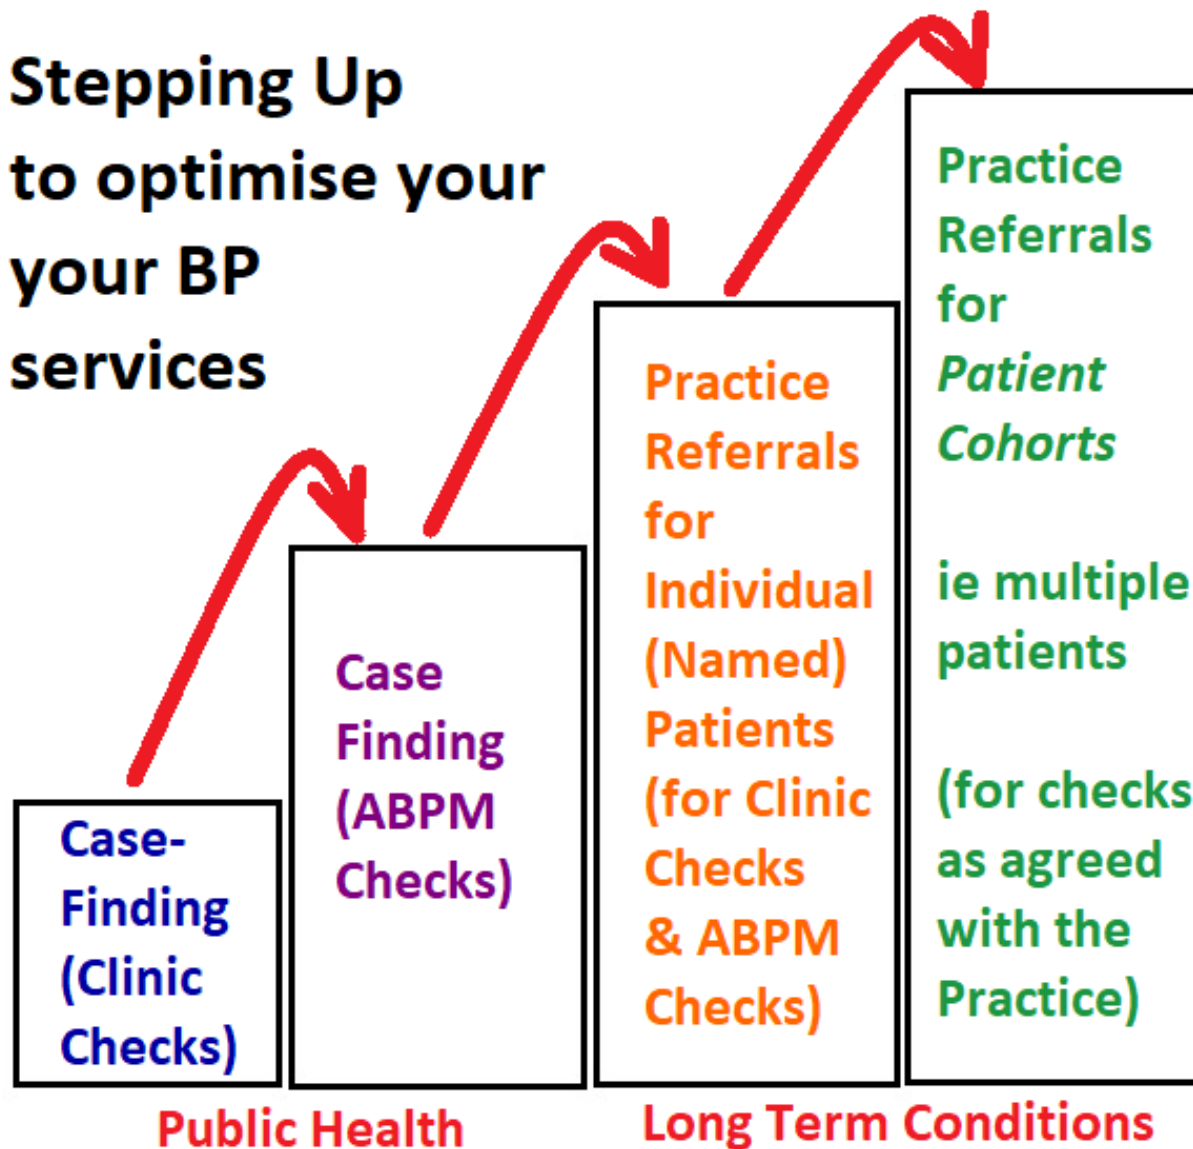 Stepping Up
to optimise your
your BP
services
Case-
Finding
(Clinic
Checks)
Case
Finding
(ABPM
Checks)
Practice
Referrals
for
Individual
(Named)
Patients
(for Clinic
Checks
& ABPM
Checks)
Practice
Referrals
for
Patient
Cohorts
ie multiple
patients
(for checks
as agreed
with the
Practice)
Public Health
Long Term Conditions